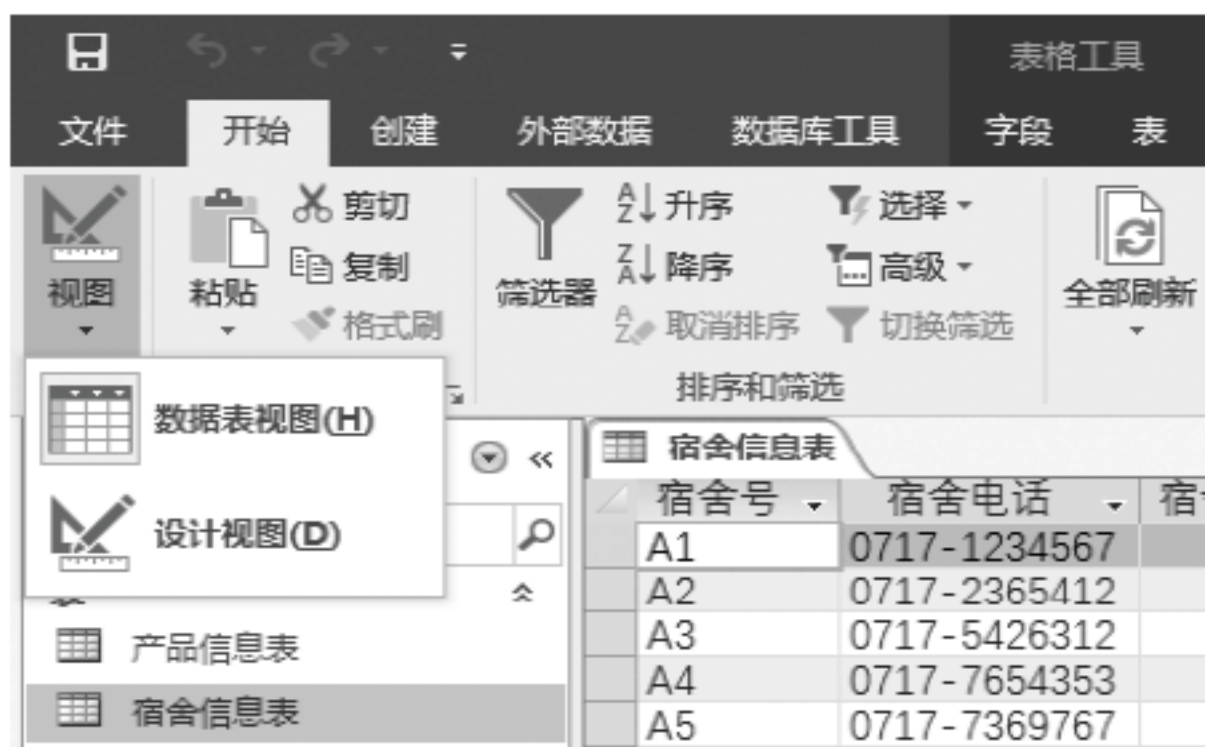 表格工具
文件 开始 创建 外部数据 数据库工具 字段 表
视图 粘贴 剪切 复制 格式刷 筛选器 升序 降序 取消排序 选择 高级 切换筛选 全部刷新
排序和筛选
数据表视图(H)
设计视图(D)
宿舍信息表
宿舍号 宿舍电话
A1 0717-1234567
A2 0717-2365412
A3 0717-5426312
A4 0717-7654353
A5 0717-7369767
产品信息表
宿舍信息表